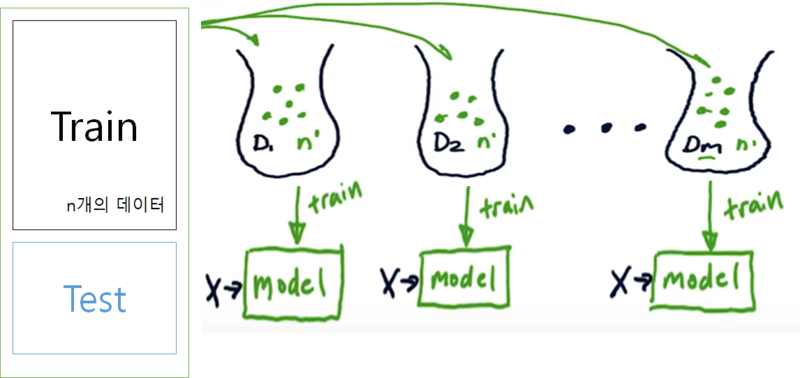 Train
n개의 데이터
Test
D1 n'
D2 n'
Dm n'
train
train
train
X→ model
X→ model
X→ model